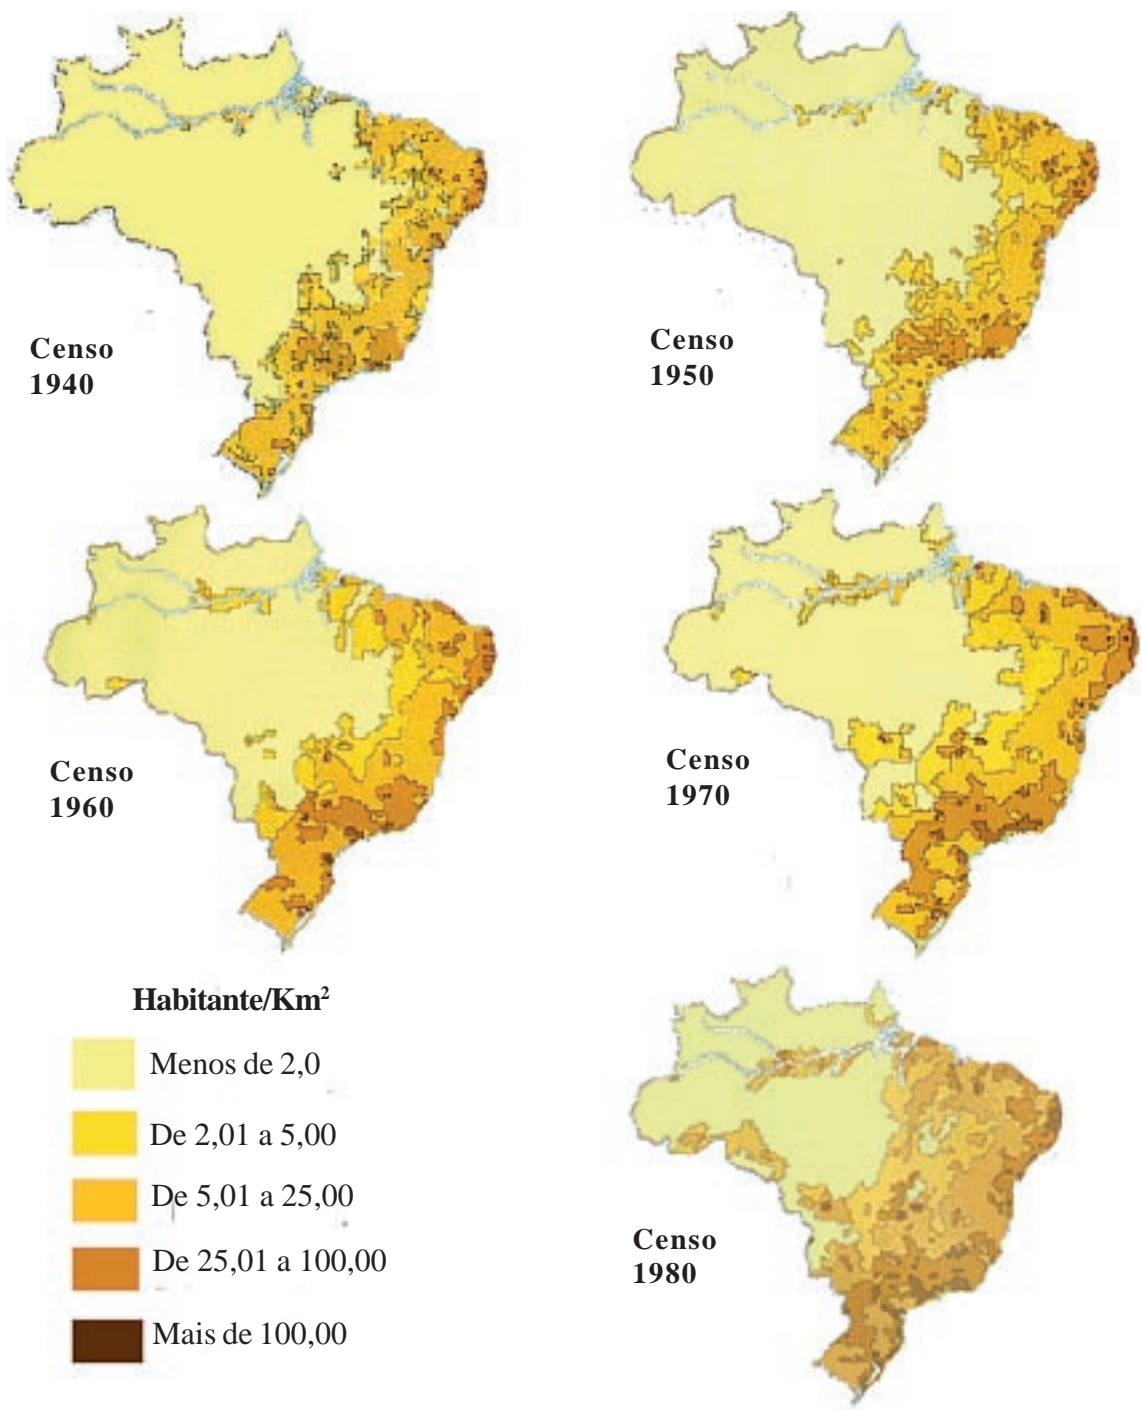 Censo
1940
Censo
1950
Censo
1960
Censo
1970
Habitante/Km²
Menos de 2,0
De 2,01 a 5,00
De 5,01 a 25,00
De 25,01 a 100,00
Mais de 100,00
Censo
1980